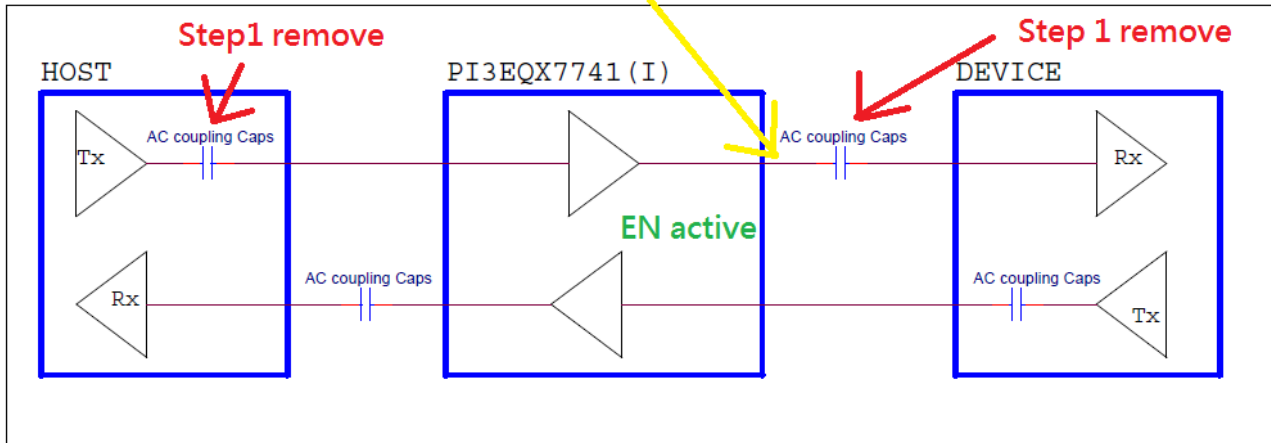 Step1 remove
Step 1 remove
HOST
PI3EQX7741(I)
DEVICE
AC coupling Caps
AC coupling Caps
Tx
Rx
EN active
AC coupling Caps
AC coupling Caps
Rx
Tx